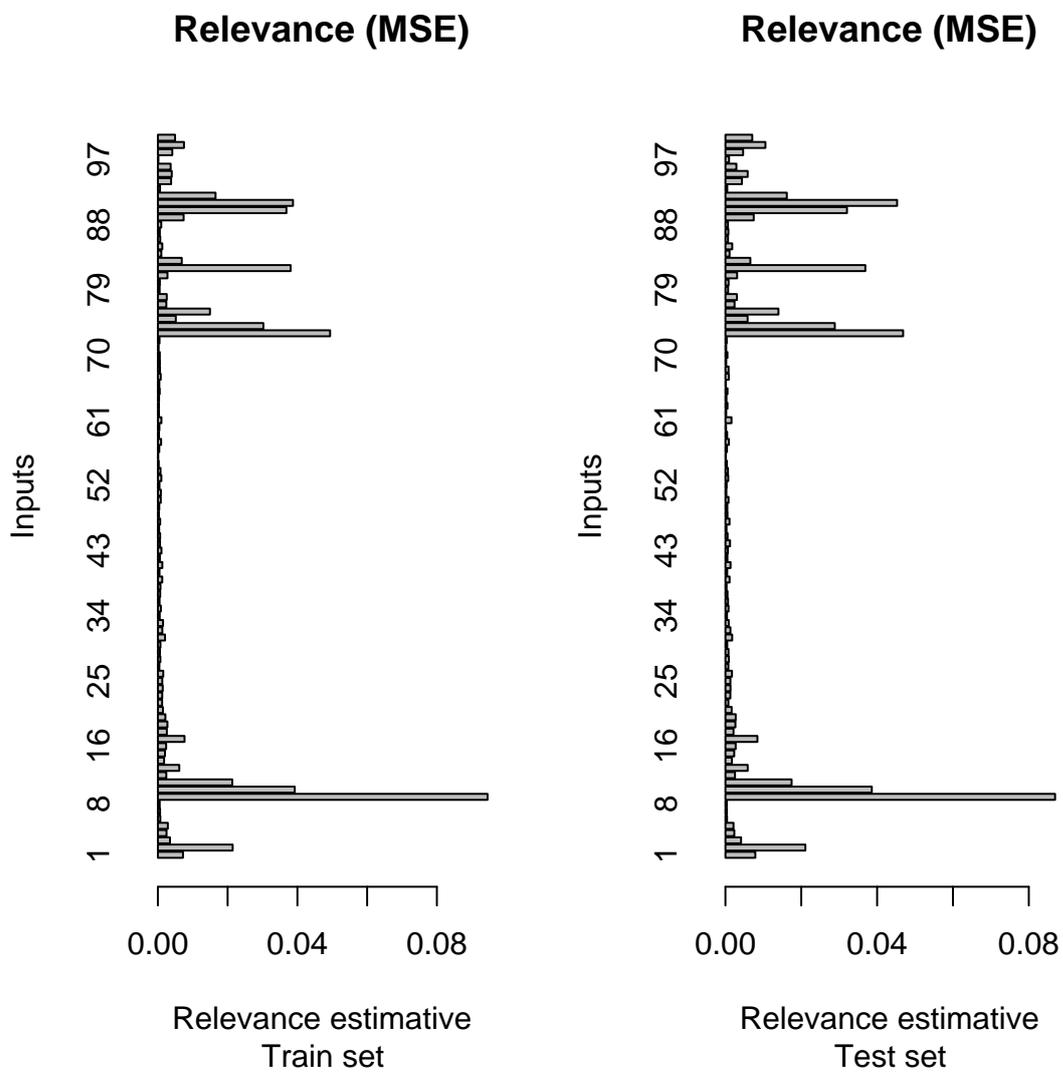 Relevance (MSE)
Inputs
97
88
79
70
61
52
43
34
25
16
8
1
0.00 0.04 0.08
Relevance estimative
Train set
Relevance (MSE)
Inputs
97
88
79
70
61
52
43
34
25
16
8
1
0.00 0.04 0.08
Relevance estimative
Test set